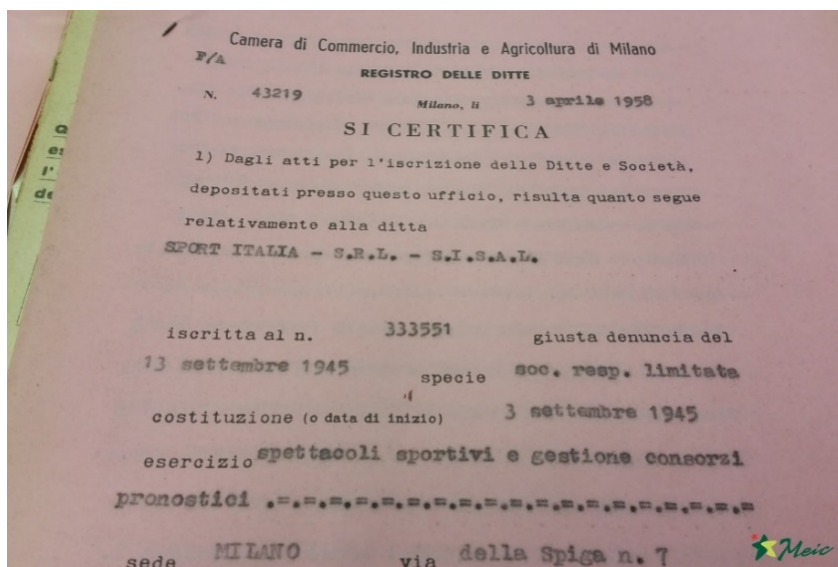 Camera di Commercio, Industria e Agricoltura di Milano
F/A
REGISTRO DELLE DITTE
N. 43219 Milano, li 3 aprile 1958
SI CERTIFICA
1) Dagli atti per l'iscrizione delle Ditte e Società,
depositati presso questo ufficio, risulta quanto segue
relativamente alla ditta
SPORT ITALIA - S.R.L. - S.I.S.A.L.
iscritta al n. 333551 giusta denuncia del
13 settembre 1945 specie soc. resp. limitata
costituzione (o data di inizio) 3 settembre 1945
esercizio spettacoli sportivi e gestione consorzi
pronostici .=.=.=.=.=.=.=.=.=.=.=.=.=.=.=.=.=
sede MILANO via della Spiga n. 7
Meic